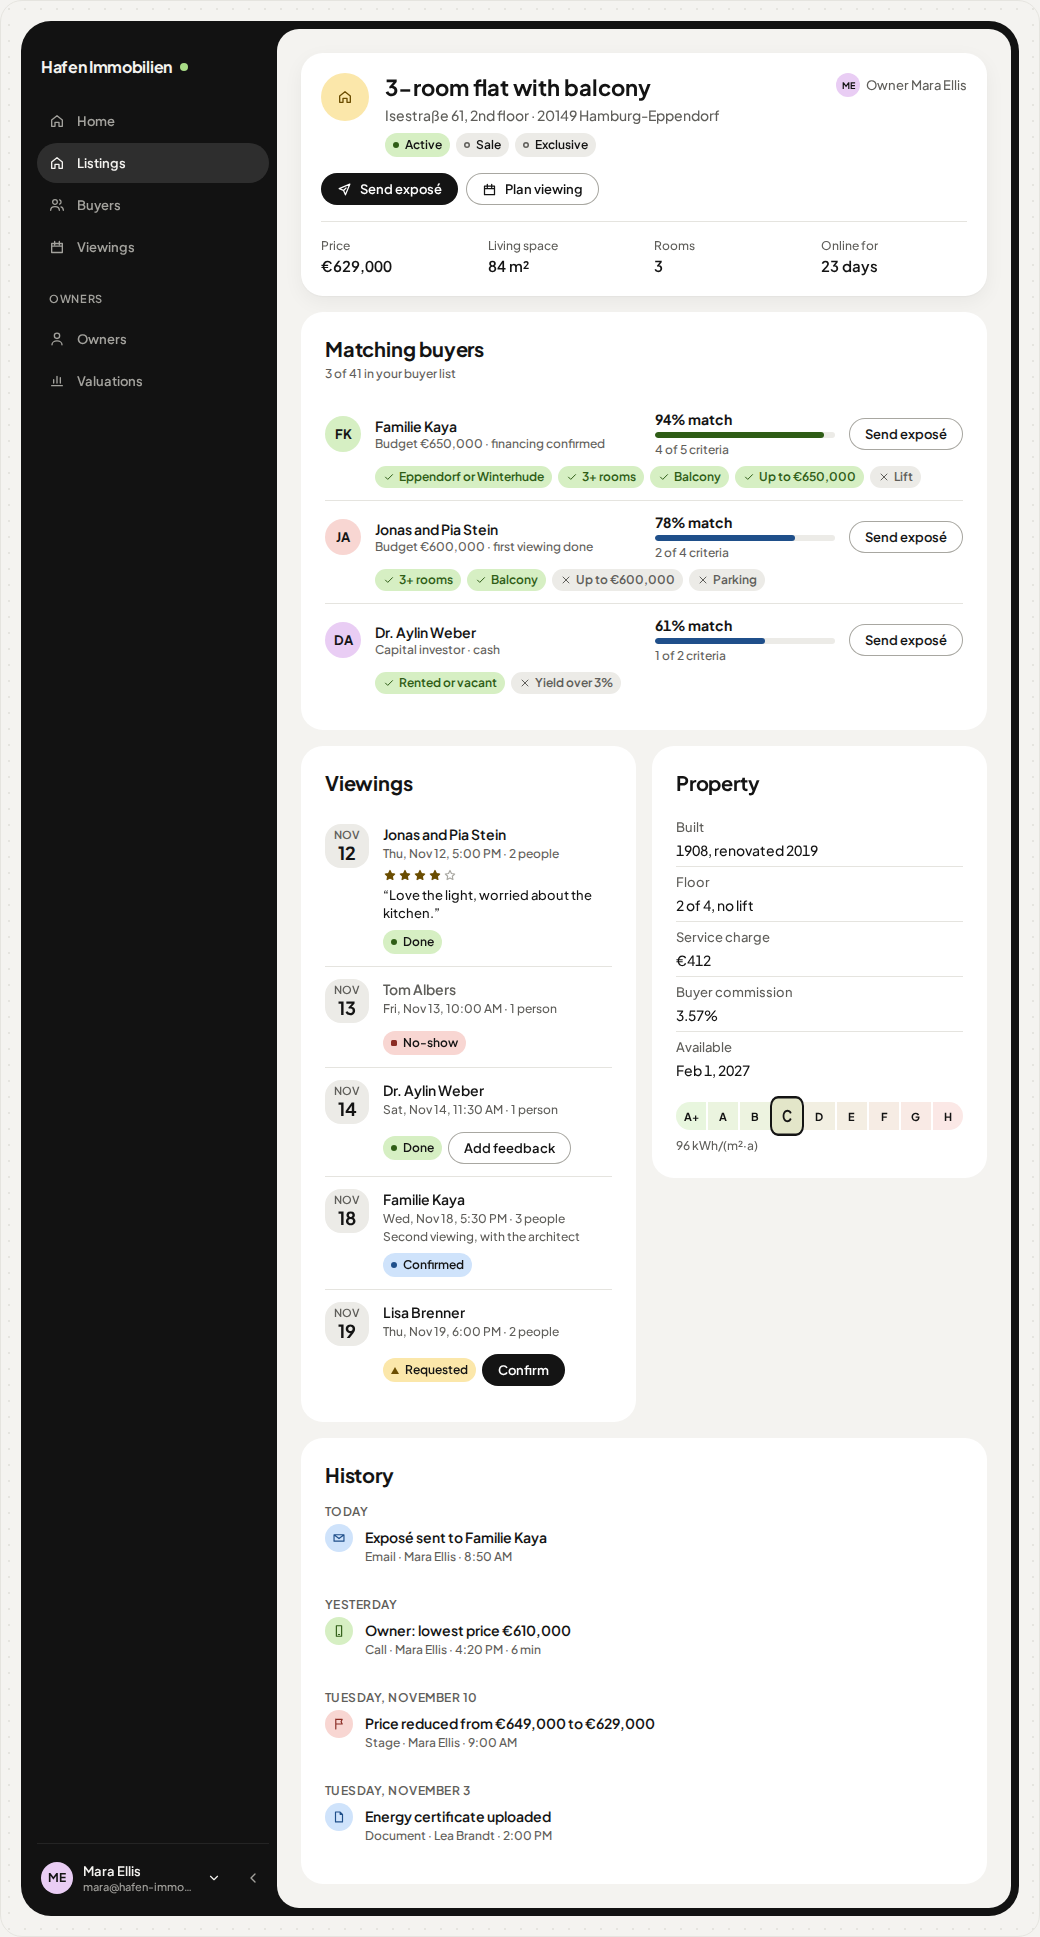 Hafen Immobilien
Home
Listings
Buyers
Viewings
OWNERS
Owners
Valuations
ME
Mara Ellis
mara@hafen-immo...
3-room flat with balcony
Isestraße 61, 2nd floor · 20149 Hamburg-Eppendorf
Active
Sale
Exclusive
ME Owner Mara Ellis
Send exposé
Plan viewing
Price
€629,000
Living space
84 m²
Rooms
3
Online for
23 days
Matching buyers
3 of 41 in your buyer list
FK
Familie Kaya
Budget €650,000 · financing confirmed
94% match
4 of 5 criteria
Send exposé
Eppendorf or Winterhude
3+ rooms
Balcony
Up to €650,000
Lift
JA
Jonas and Pia Stein
Budget €600,000 · first viewing done
78% match
2 of 4 criteria
Send exposé
3+ rooms
Balcony
Up to €600,000
Parking
DA
Dr. Aylin Weber
Capital investor · cash
61% match
1 of 2 criteria
Send exposé
Rented or vacant
Yield over 3%
Viewings
NOV
12
Jonas and Pia Stein
Thu, Nov 12, 5:00 PM · 2 people
“Love the light, worried about the
kitchen.”
Done
NOV
13
Tom Albers
Fri, Nov 13, 10:00 AM · 1 person
No-show
NOV
14
Dr. Aylin Weber
Sat, Nov 14, 11:30 AM · 1 person
Done
Add feedback
NOV
18
Familie Kaya
Wed, Nov 18, 5:30 PM · 3 people
Second viewing, with the architect
Confirmed
NOV
19
Lisa Brenner
Thu, Nov 19, 6:00 PM · 2 people
Requested
Confirm
Property
Built
1908, renovated 2019
Floor
2 of 4, no lift
Service charge
€412
Buyer commission
3.57%
Available
Feb 1, 2027
A+ A B C D E F G H
96 kWh/(m²·a)
History
TODAY
Exposé sent to Familie Kaya
Email · Mara Ellis · 8:50 AM
YESTERDAY
Owner: lowest price €610,000
Call · Mara Ellis · 4:20 PM · 6 min
TUESDAY, NOVEMBER 10
Price reduced from €649,000 to €629,000
Stage · Mara Ellis · 9:00 AM
TUESDAY, NOVEMBER 3
Energy certificate uploaded
Document · Lea Brandt · 2:00 PM